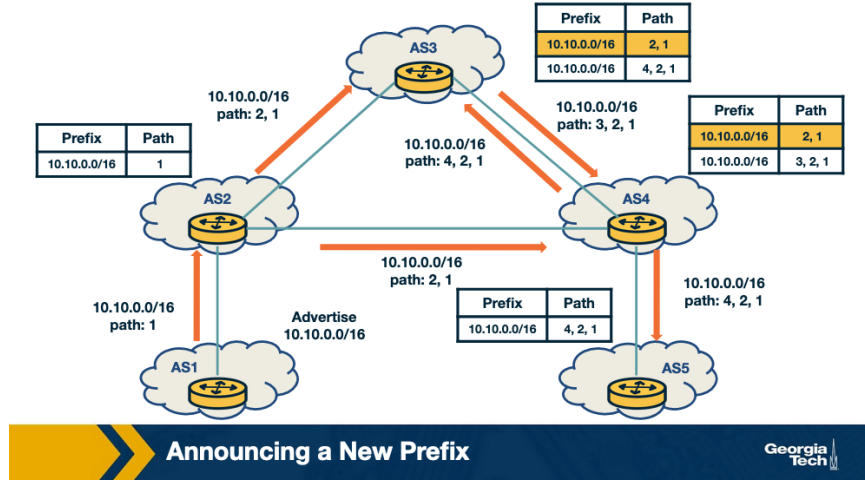 AS3
Prefix Path
10.10.0.0/16 2, 1
10.10.0.0/16 4, 2, 1
10.10.0.0/16
path: 2, 1
10.10.0.0/16
path: 3, 2, 1
10.10.0.0/16
path: 4, 2, 1
Prefix Path
10.10.0.0/16 2, 1
10.10.0.0/16 3, 2, 1
Prefix Path
10.10.0.0/16 1
AS2
AS4
10.10.0.0/16
path: 2, 1
10.10.0.0/16
path: 1
Advertise
10.10.0.0/16
Prefix Path
10.10.0.0/16 4, 2, 1
10.10.0.0/16
path: 4, 2, 1
AS1
AS5
Announcing a New Prefix
Georgia
Tech